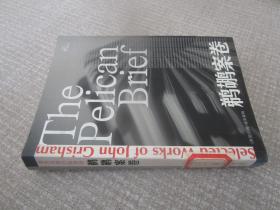 The
Pelican
Brief
鹈鹕案卷
Selected Works of John Grisham
鹈鹕案卷